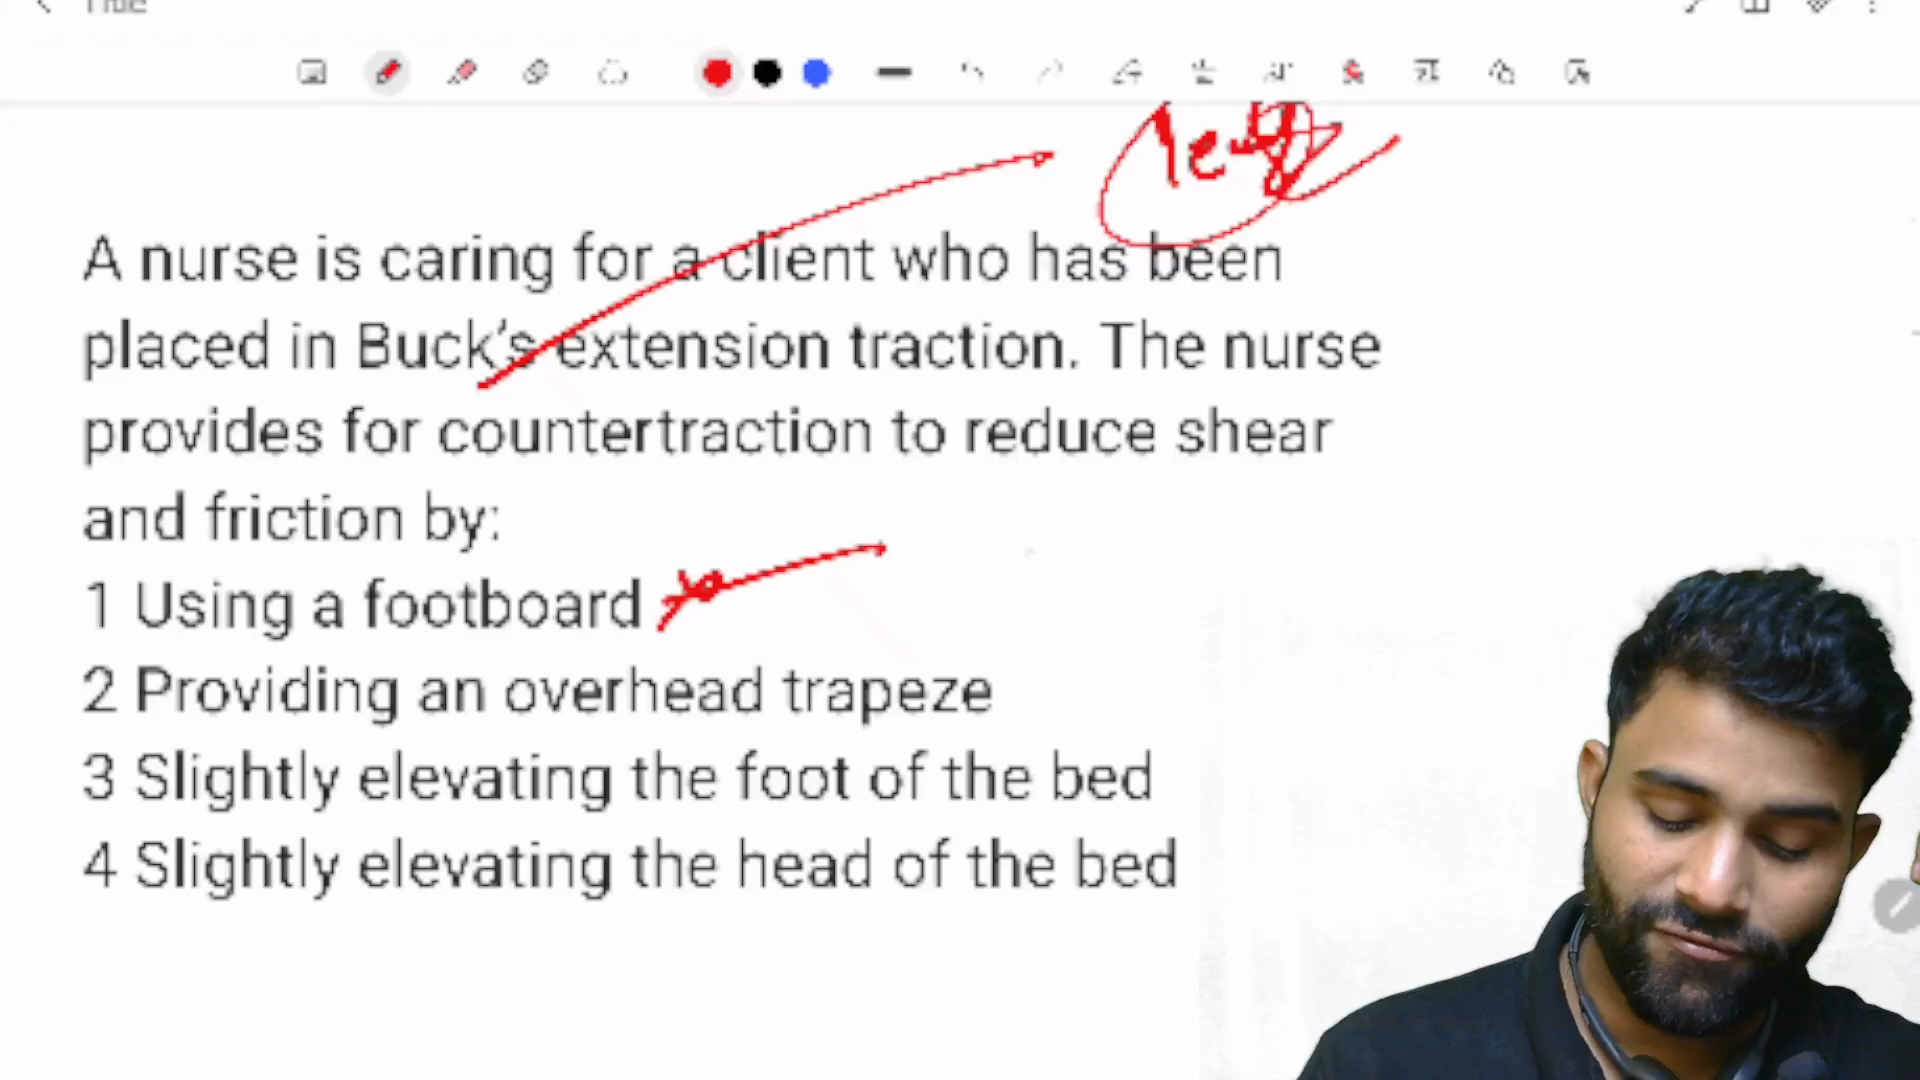 Title
A nurse is caring for a client who has been
placed in Buck's extension traction. The nurse
provides for countertraction to reduce shear
and friction by:
1 Using a footboard
2 Providing an overhead trapeze
3 Slightly elevating the foot of the bed
4 Slightly elevating the head of the bed